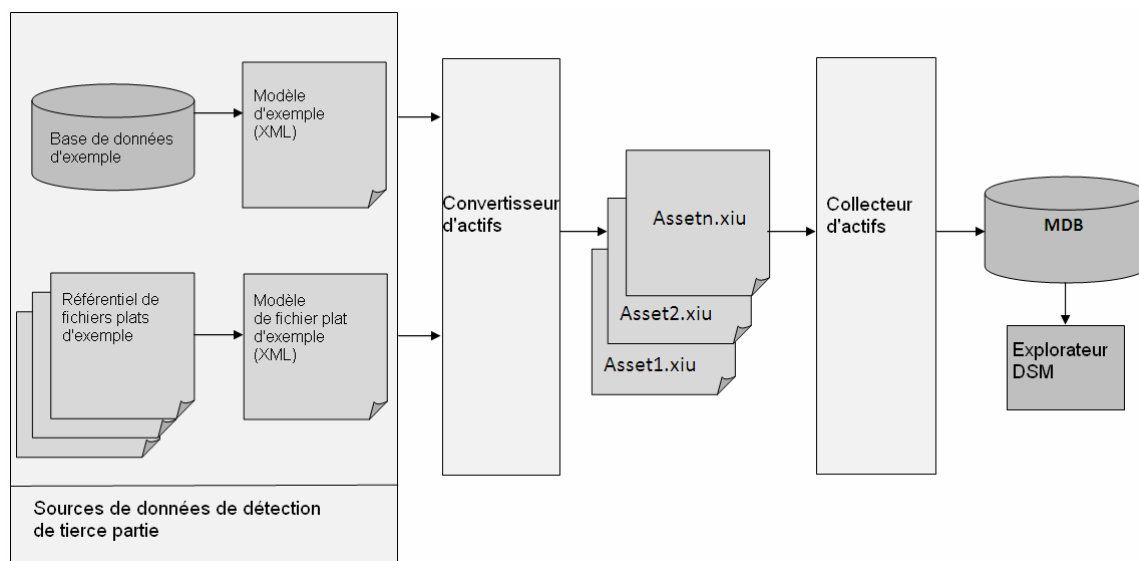 Base de données
d'exemple
Modèle
d'exemple
(XML)
Référentiel de
fichiers plats
d'exemple
Modèle
de fichier plat
d'exemple
(XML)
Sources de données de détection
de tierce partie
Convertisseur
d'actifs
Assetn.xiu
Asset2.xiu
Asset1.xiu
Collecteur
d'actifs
MDB
Explorateur
DSM